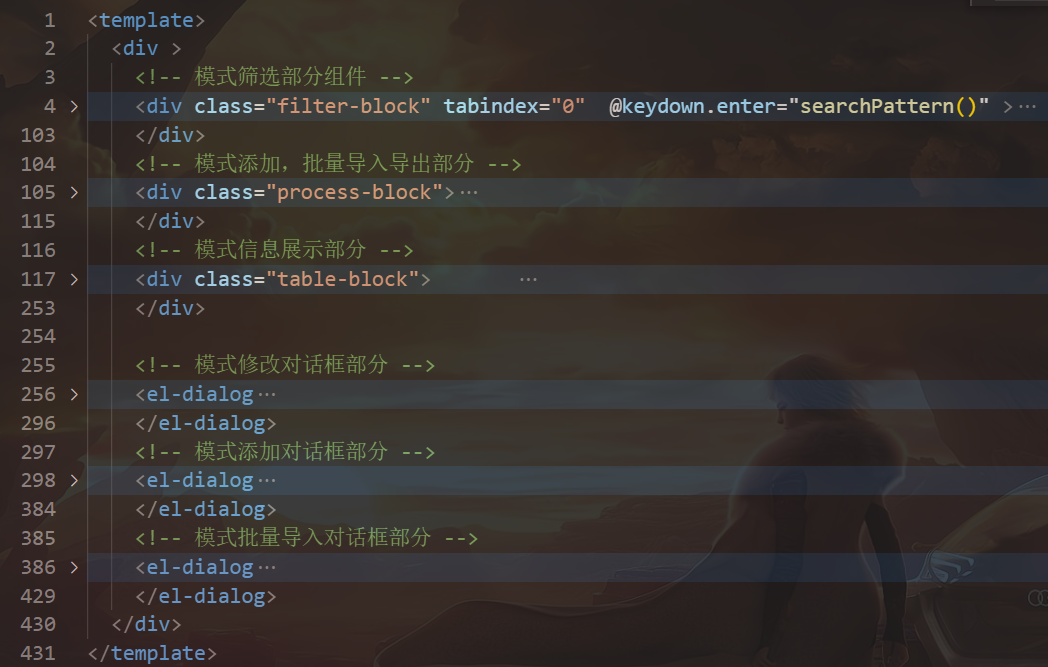 1 <template>
2 <div >
3 <!-- 模式筛选部分组件 -->
4 > <div class="filter-block" tabindex="0"  @keydown.enter="searchPattern()" >···
103 </div>
104 <!-- 模式添加，批量导入导出部分 -->
105 > <div class="process-block">···
115 </div>
116 <!-- 模式信息展示部分 -->
117 > <div class="table-block">        ···
253 </div>
254
255 <!-- 模式修改对话框部分 -->
256 > <el-dialog···
296 </el-dialog>
297 <!-- 模式添加对话框部分 -->
298 > <el-dialog···
384 </el-dialog>
385 <!-- 模式批量导入对话框部分 -->
386 > <el-dialog···
429 </el-dialog>
430 </div>
431 </template>